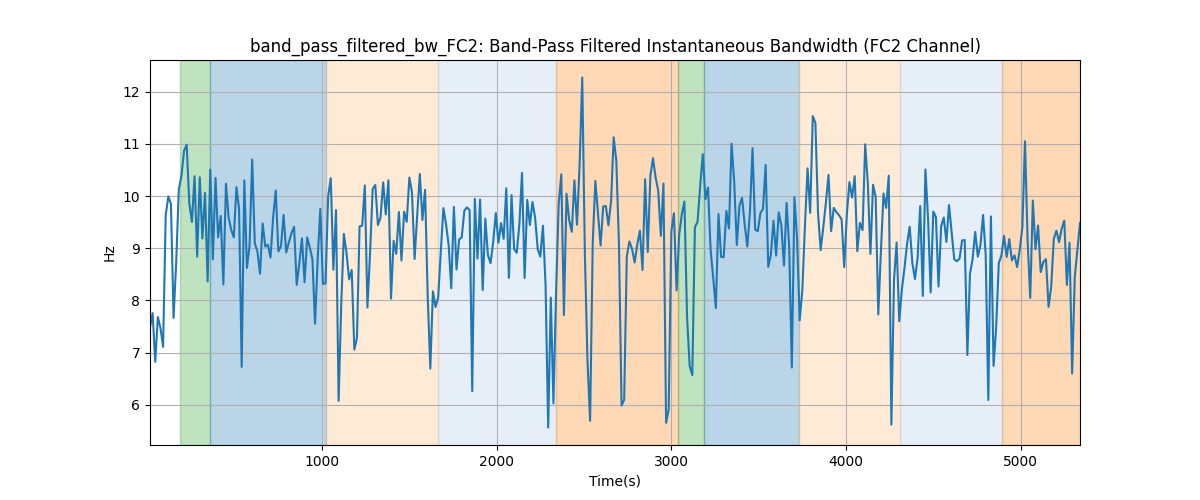 band_pass_filtered_bw_FC2: Band-Pass Filtered Instantaneous Bandwidth (FC2 Channel)
12
11
10
9
8
7
6
Hz
1000 2000 3000 4000 5000
Time(s)